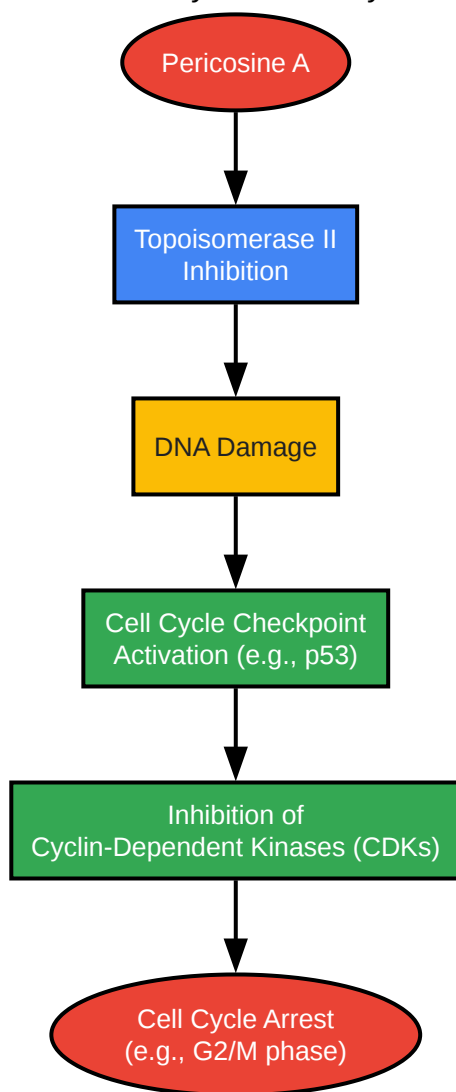 Pericosine A
Topoisomerase II
Inhibition
DNA Damage
Cell Cycle Checkpoint
Activation (e.g., p53)
Inhibition of
Cyclin-Dependent Kinases (CDKs)
Cell Cycle Arrest
(e.g., G2/M phase)